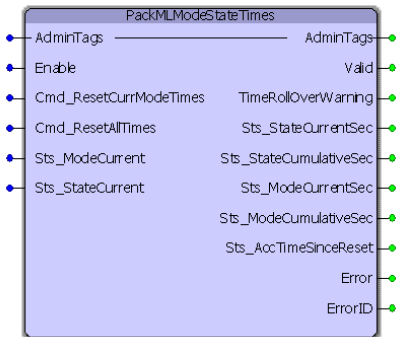 PackMLModeStateTimes
AdminTags AdminTags
Enable Valid
Cmd_ResetCurrModeTimes TimeRollOverWarning
Cmd_ResetAllTimes Sts_StateCurrentSec
Sts_ModeCurrent Sts_StateCumulativeSec
Sts_StateCurrent Sts_ModeCurrentSec
Sts_ModeCumulativeSec
Sts_AccTimeSinceReset
Error
ErrorID